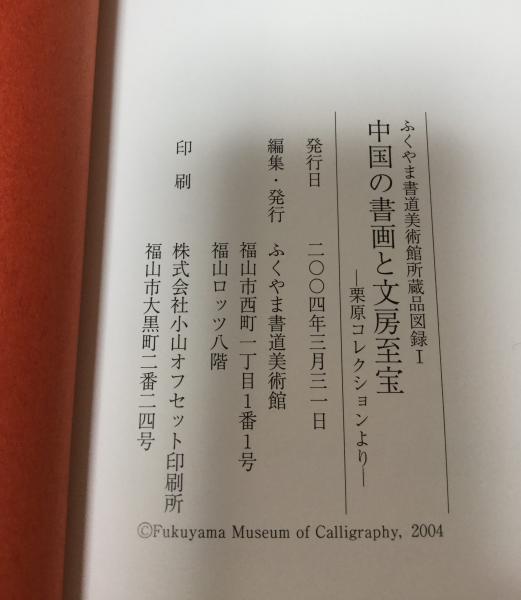 ふくやま書道美術館所蔵品図録Ⅰ
中国の書画と文房至宝
―栗原コレクションより―
発行日　二〇〇四年三月三一日
編集・発行　ふくやま書道美術館
福山市西町一丁目1番1号
福山ロッツ八階
印刷　株式会社小山オフセット印刷所
福山市大黒町二番二四号
©Fukuyama Museum of Calligraphy, 2004